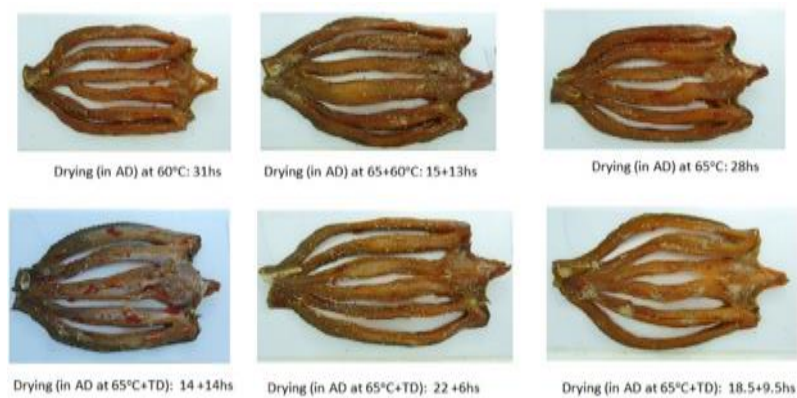 Drying (in AD) at 60°C: 31hs
Drying (in AD) at 65+60°C: 15+13hs
Drying (in AD) at 65°C: 28hs
Drying (in AD at 65°C+TD): 14 +14hs
Drying (in AD at 65°C+TD): 22 +6hs
Drying (in AD at 65°C+TD): 18.5+9.5hs